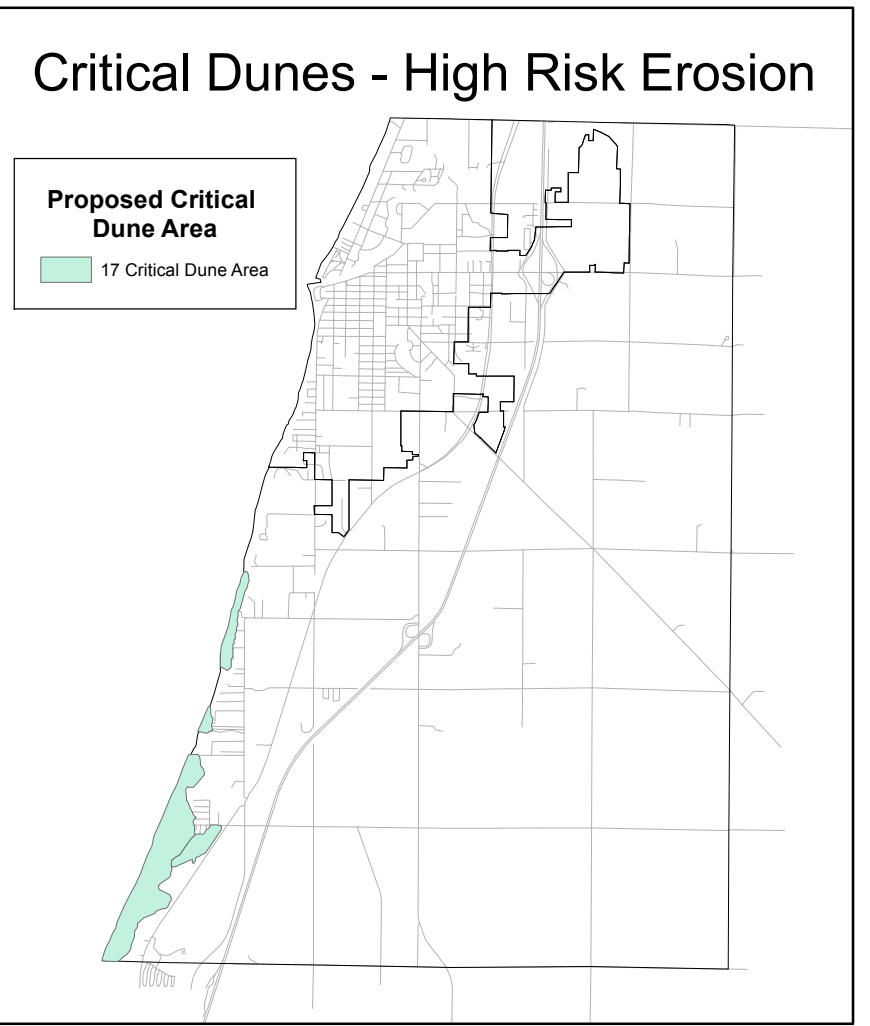 Critical Dunes - High Risk Erosion
Proposed Critical
Dune Area
17 Critical Dune Area